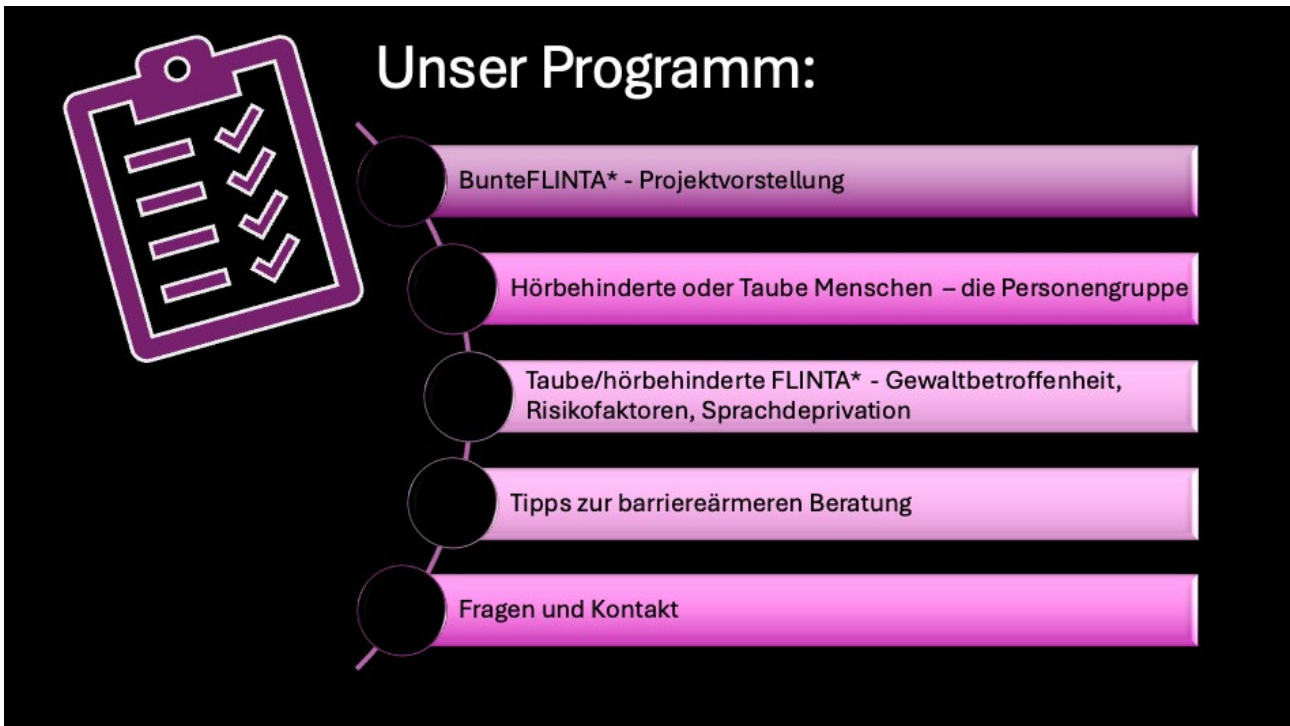 Unser Programm:
BunteFLINTA* - Projektvorstellung
Hörbehinderte oder Taube Menschen – die Personengruppe
Taube/hörbehinderte FLINTA* - Gewaltbetroffenheit,
Risikofaktoren, Sprachdeprivation
Tipps zur barriereärmeren Beratung
Fragen und Kontakt